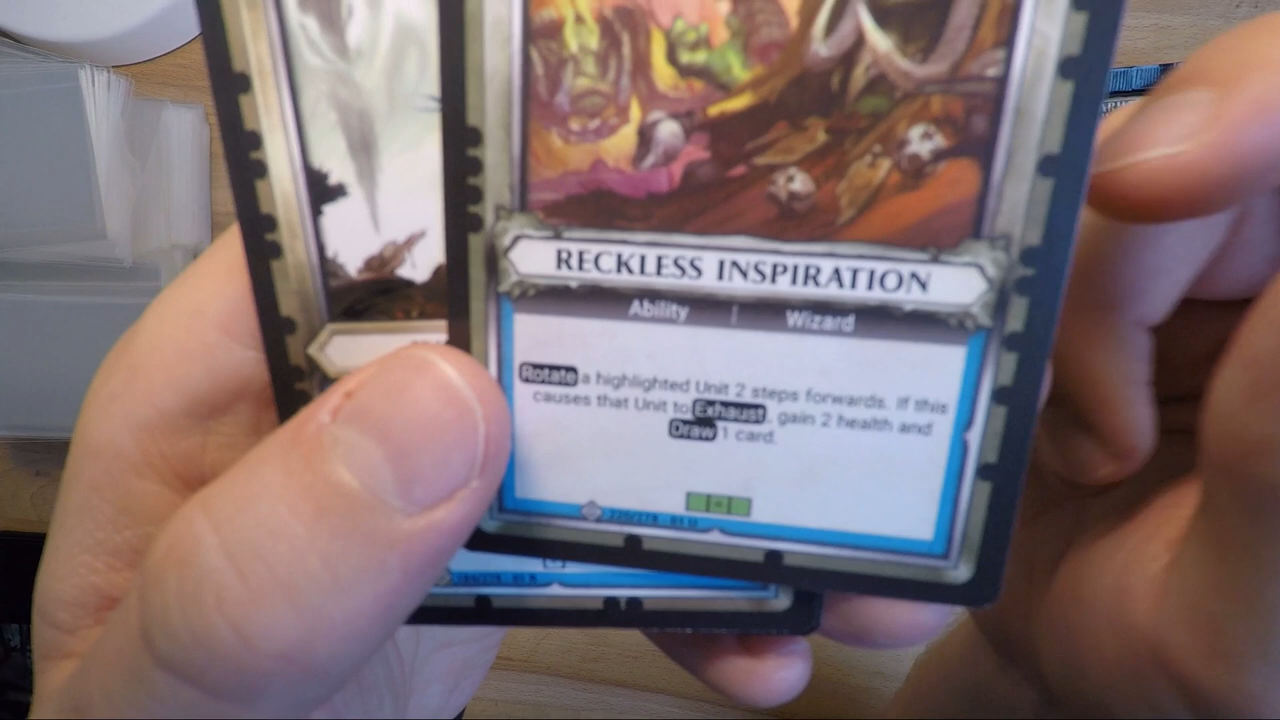 RECKLESS INSPIRATION
Ability | Wizard
Rotate a highlighted Unit 2 steps forwards. If this
causes that Unit to Exhaust, gain 2 health and
Draw 1 card.